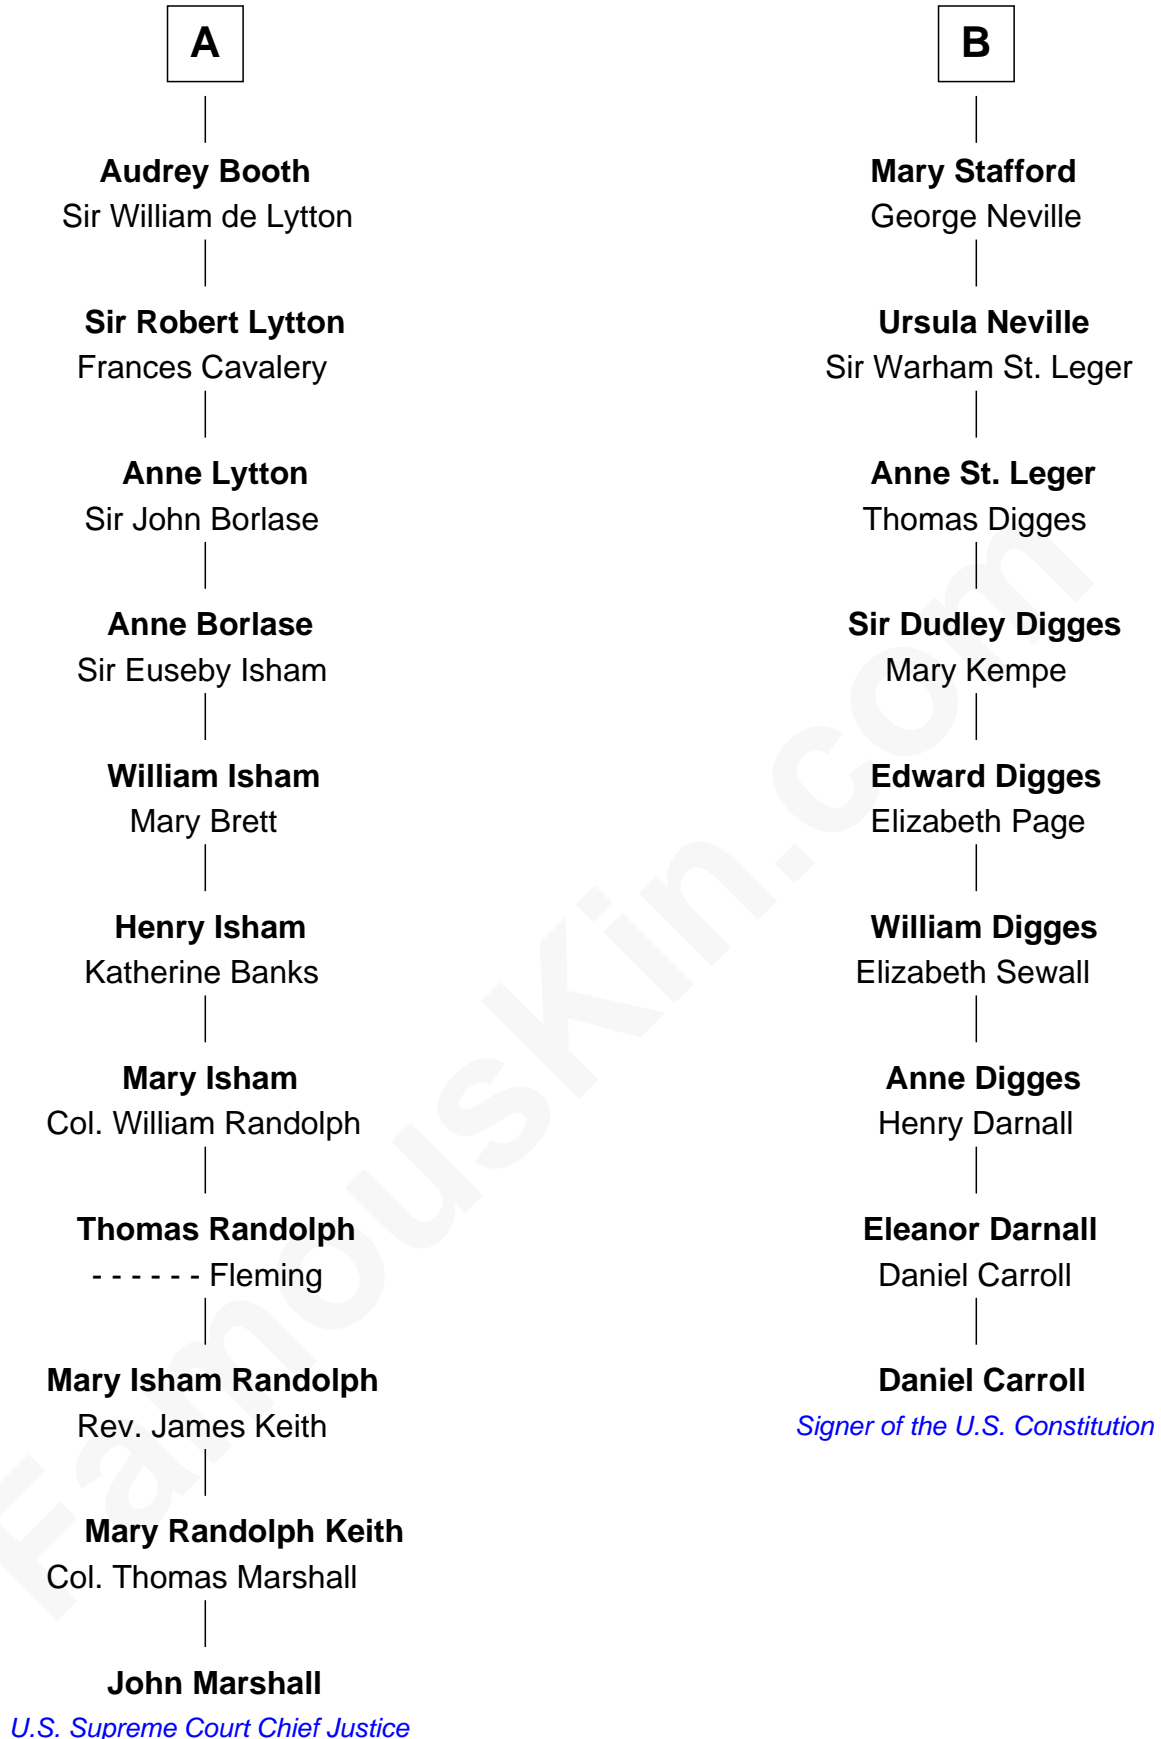 A
Audrey Booth
Sir William de Lytton
Sir Robert Lytton
Frances Cavalery
Anne Lytton
Sir John Borlase
Anne Borlase
Sir Euseby Isham
William Isham
Mary Brett
Henry Isham
Katherine Banks
Mary Isham
Col. William Randolph
Thomas Randolph
- - - - - - Fleming
Mary Isham Randolph
Rev. James Keith
Mary Randolph Keith
Col. Thomas Marshall
John Marshall
U.S. Supreme Court Chief Justice
B
Mary Stafford
George Neville
Ursula Neville
Sir Warham St. Leger
Anne St. Leger
Thomas Digges
Sir Dudley Digges
Mary Kempe
Edward Digges
Elizabeth Page
William Digges
Elizabeth Sewall
Anne Digges
Henry Darnall
Eleanor Darnall
Daniel Carroll
Daniel Carroll
Signer of the U.S. Constitution
FamousKin.com